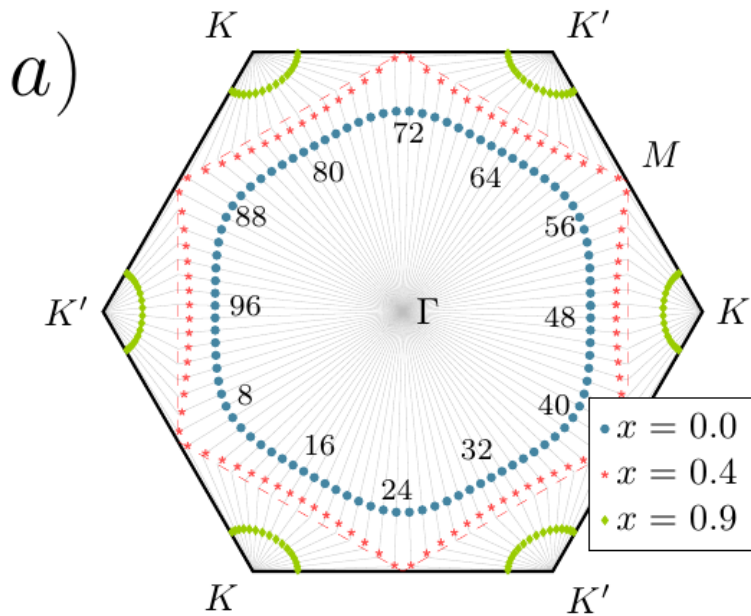 a)
K K'
M
72
80 64
88 56
K' 96 Γ 48 K
8 40
16 32
24
x = 0.0
x = 0.4
x = 0.9
K K'